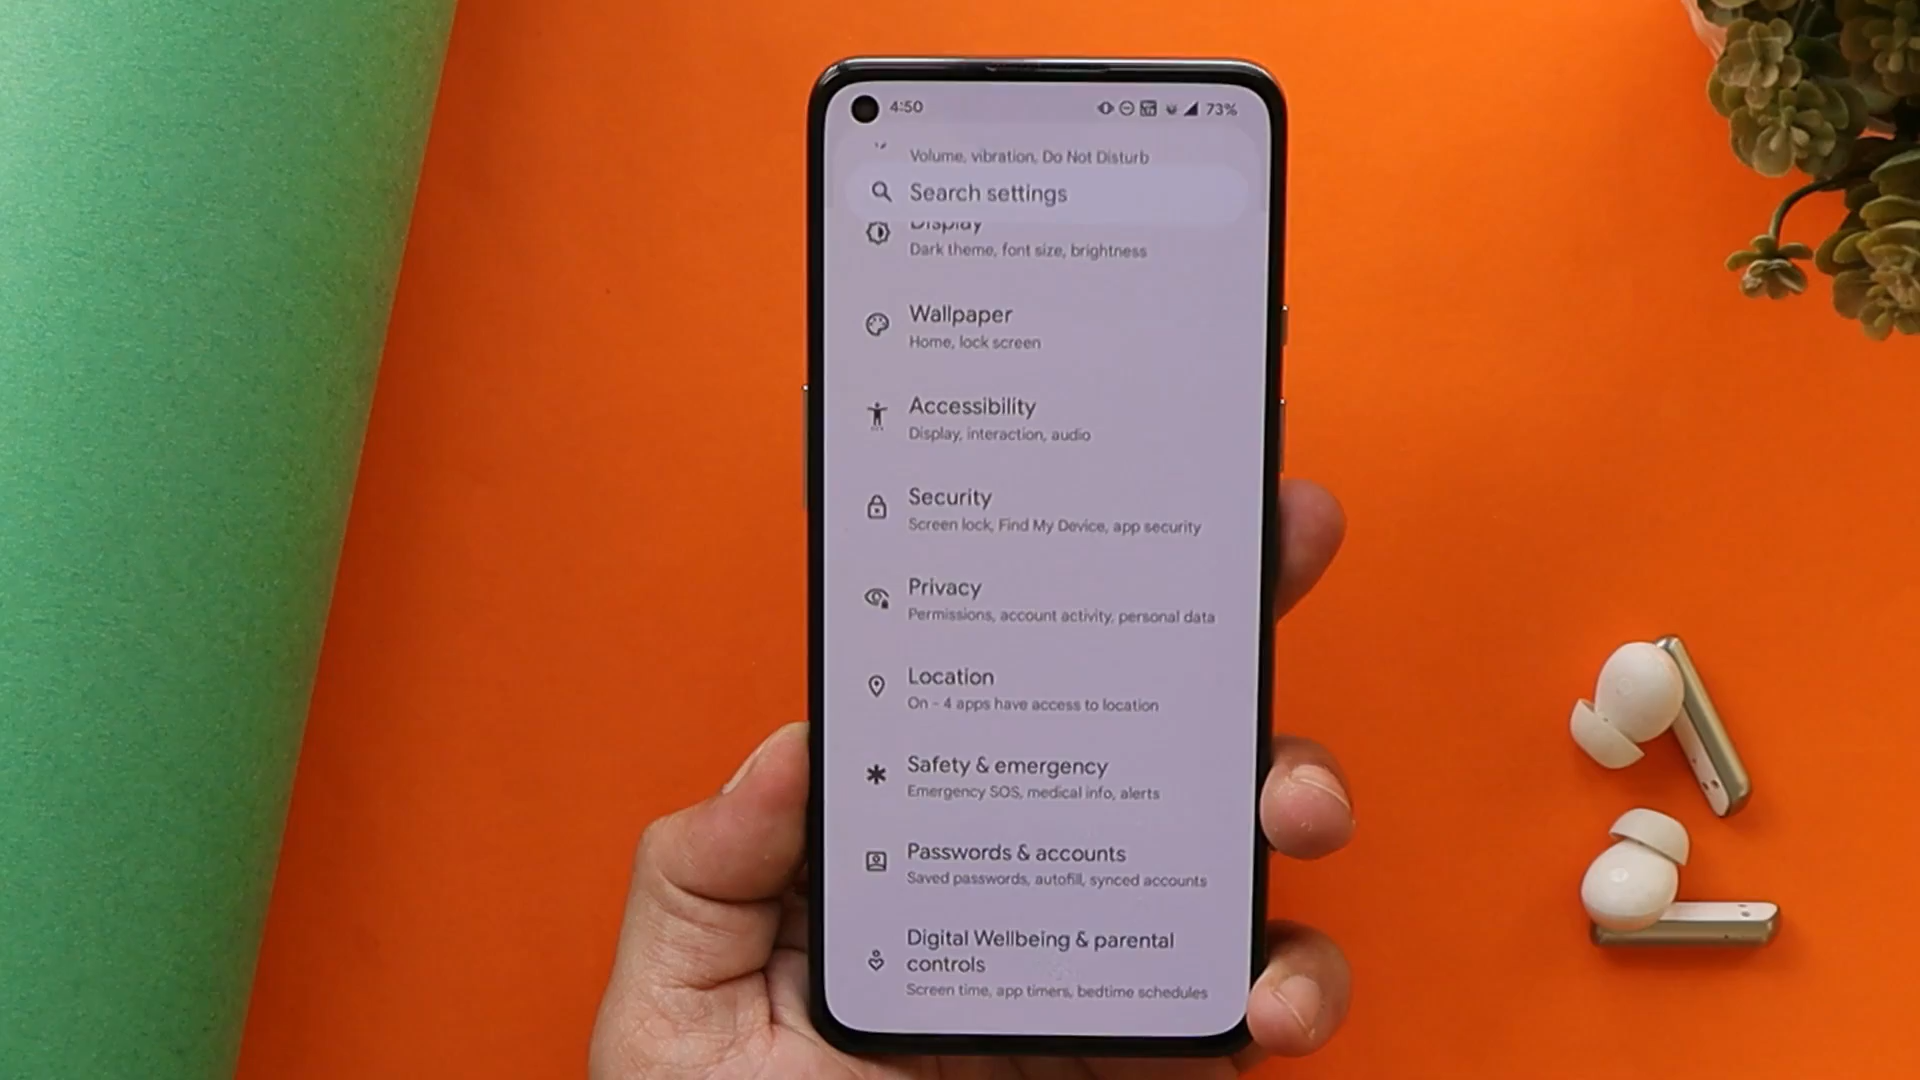 4:50
73%
Volume, vibration, Do Not Disturb
Search settings
Display
Dark theme, font size, brightness
Wallpaper
Home, lock screen
Accessibility
Display, interaction, audio
Security
Screen lock, Find My Device, app security
Privacy
Permissions, account activity, personal data
Location
On - 4 apps have access to location
Safety & emergency
Emergency SOS, medical info, alerts
Passwords & accounts
Saved passwords, autofill, synced accounts
Digital Wellbeing & parental
controls
Screen time, app timers, bedtime schedules